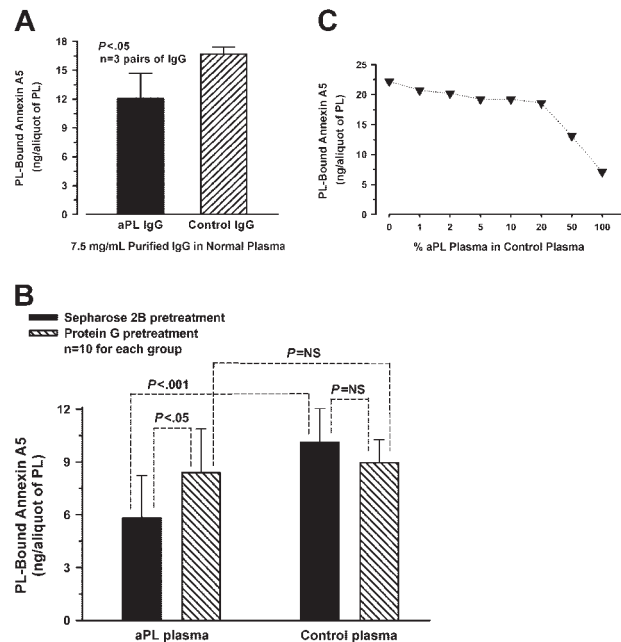 A
PL-Bound Annexin A5
(ng/aliquot of PL)
18
15
12
9
6
3
0
P<.05
n=3 pairs of IgG
aPL IgG
Control IgG
7.5 mg/mL Purified IgG in Normal Plasma
C
PL-Bound Annexin A5
(ng/aliquot of PL)
25
20
15
10
5
0
0 1 2 5 10 20 50 100
% aPL Plasma in Control Plasma
B
Sepharose 2B pretreatment
Protein G pretreatment
n=10 for each group
PL-Bound Annexin A5
(ng/aliquot of PL)
12
9
6
3
0
P=NS
P<.001
P=NS
P<.05
aPL plasma
Control plasma